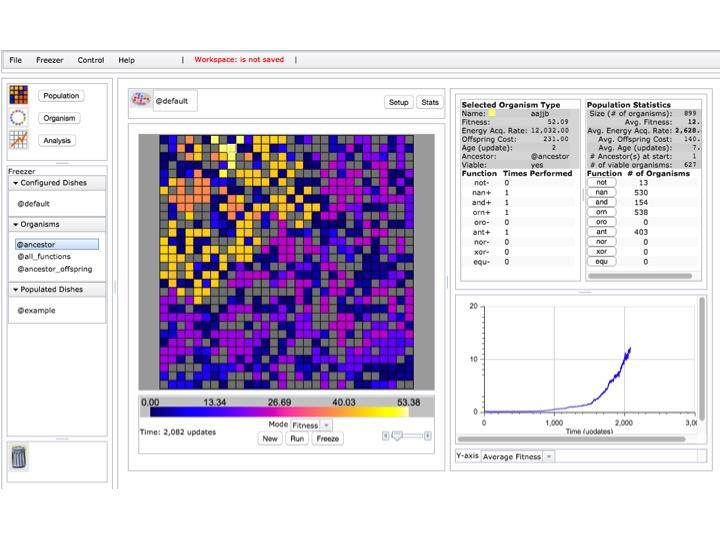 File Freezer Control Help | Workspace: is not saved |
Population
Organism
Analysis
Freezer
Configured Dishes
@default
Organisms
@ancestor
@all_functions
@ancestor_offspring
Populated Dishes
@example
@default
Setup Stats
0.00 13.34 26.69 40.03 53.38
Mode Fitness
Time: 2,082 updates
New Run Freeze
Selected Organism Type
Name: aajjb
Fitness: 52.09
Energy Acq. Rate: 12,032.00
Offspring Cost: 231.00
Age (update): 2
Ancestor: @ancestor
Viable: yes
Function Times Performed
not- 0
nan+ 1
and+ 1
orn+ 1
oro- 0
ant+ 1
nor- 0
xor- 0
equ- 0
Population Statistics
Size (# of organisms): 899
Avg. Fitness: 12.
Avg. Energy Acq. Rate: 2,628.
Avg. Offspring Cost: 140.
Avg. Age (updates): 7.
# Ancestor(s) at start: 1
# of viable organisms: 627
Function # of Organisms
not 13
nan 530
and 154
orn 538
oro 0
ant 403
nor 0
xor 0
equ 0
20
10
0
0 1,000 2,000 3,0
Time (updates)
Y-axis Average Fitness